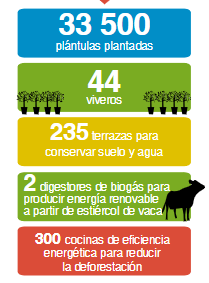 33 500
plántulas plantadas
44
viveros
235 terrazas para
conservar suelo y agua
2 digestores de biogás para
producir energía renovable
a partir de estiércol de vaca
300 cocinas de eficiencia
energética para reducir
la deforestación